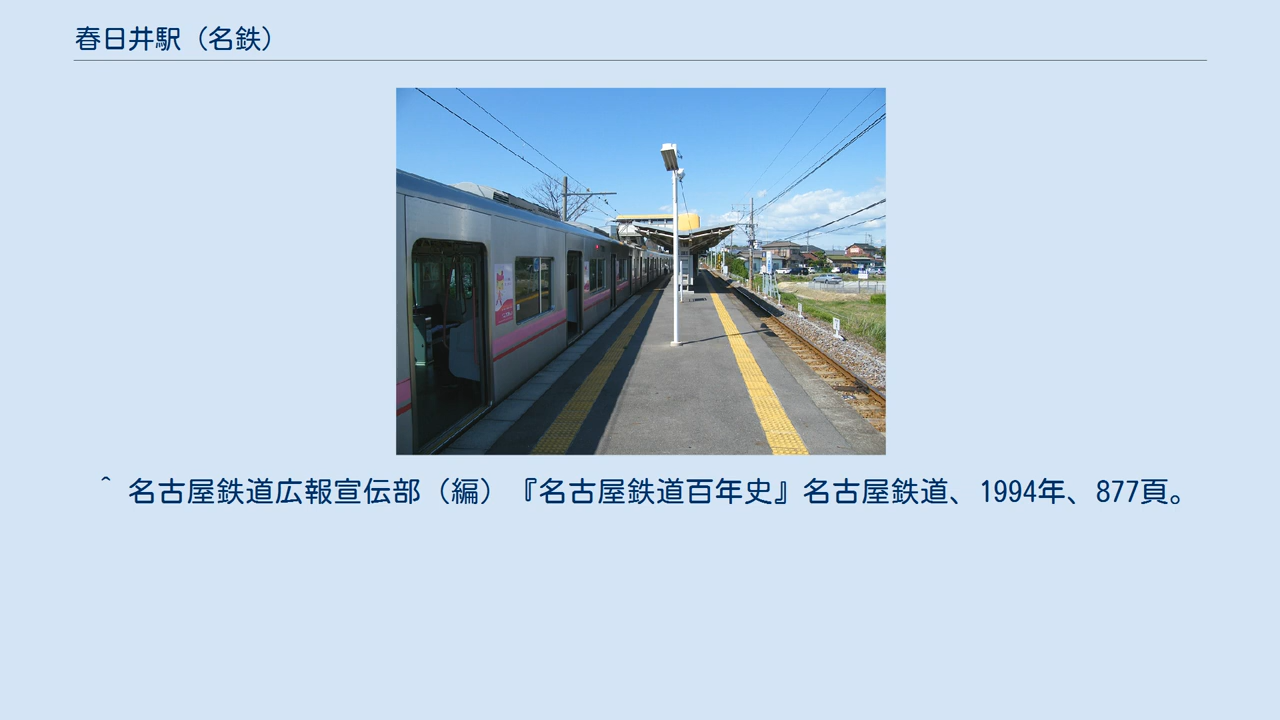 春日井駅（名鉄）
^ 名古屋鉄道広報宣伝部（編）『名古屋鉄道百年史』名古屋鉄道、1994年、877頁。